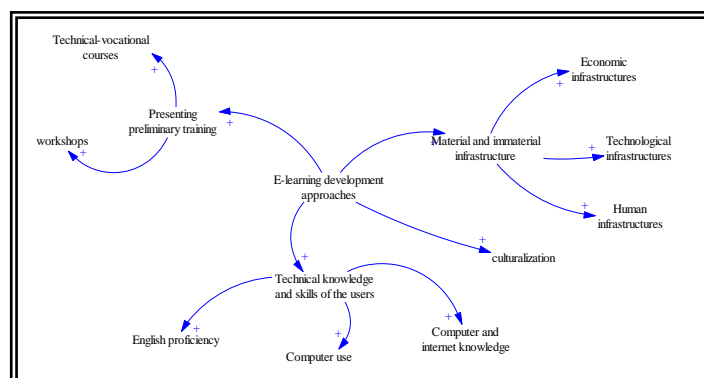 Technical-vocational
courses
+
Economic
infrastructures
+
Presenting
preliminary training
+
workshops
+
Material and immaterial
infrastructure
+
Technological
infrastructures
+
E-learning development
approaches
Human
infrastructures
+
culturalization
+
Technical knowledge
and skills of the users
+
English proficiency
+
Computer use
+
Computer and
internet knowledge
+